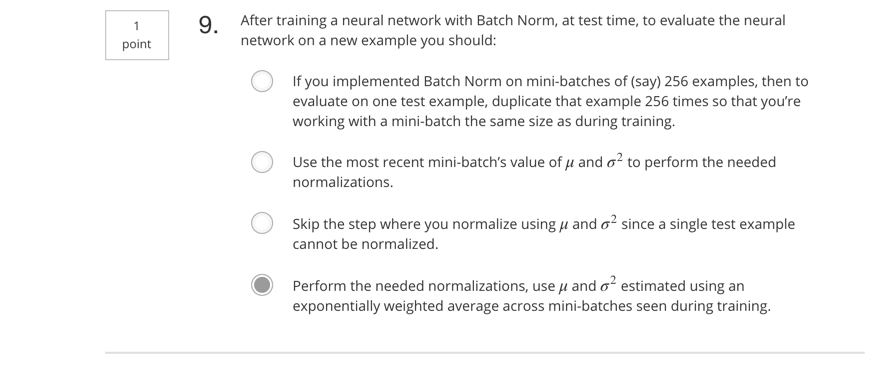 1
point
9.
After training a neural network with Batch Norm, at test time, to evaluate the neural
network on a new example you should:
If you implemented Batch Norm on mini-batches of (say) 256 examples, then to
evaluate on one test example, duplicate that example 256 times so that you’re
working with a mini-batch the same size as during training.
Use the most recent mini-batch’s value of μ and σ² to perform the needed
normalizations.
Skip the step where you normalize using μ and σ² since a single test example
cannot be normalized.
Perform the needed normalizations, use μ and σ² estimated using an
exponentially weighted average across mini-batches seen during training.